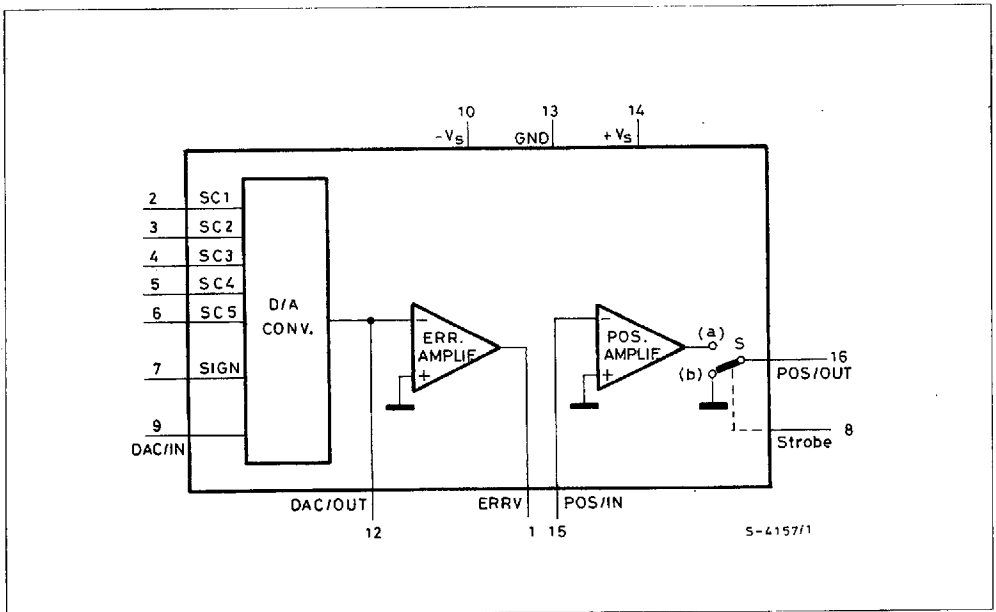 10 13 14
-Vs GND +Vs
2 SC1
3 SC2
4 SC3
5 SC4
6 SC5
7 SIGN
9
DAC/IN
D/A
CONV.
-
ERR.
AMPLIF.
+
-
POS.
AMPLIF.
+
(a) S
(b)
16
POS/OUT
8
Strobe
DAC/OUT ERRV POS/IN
12 1 15
S-4157/1